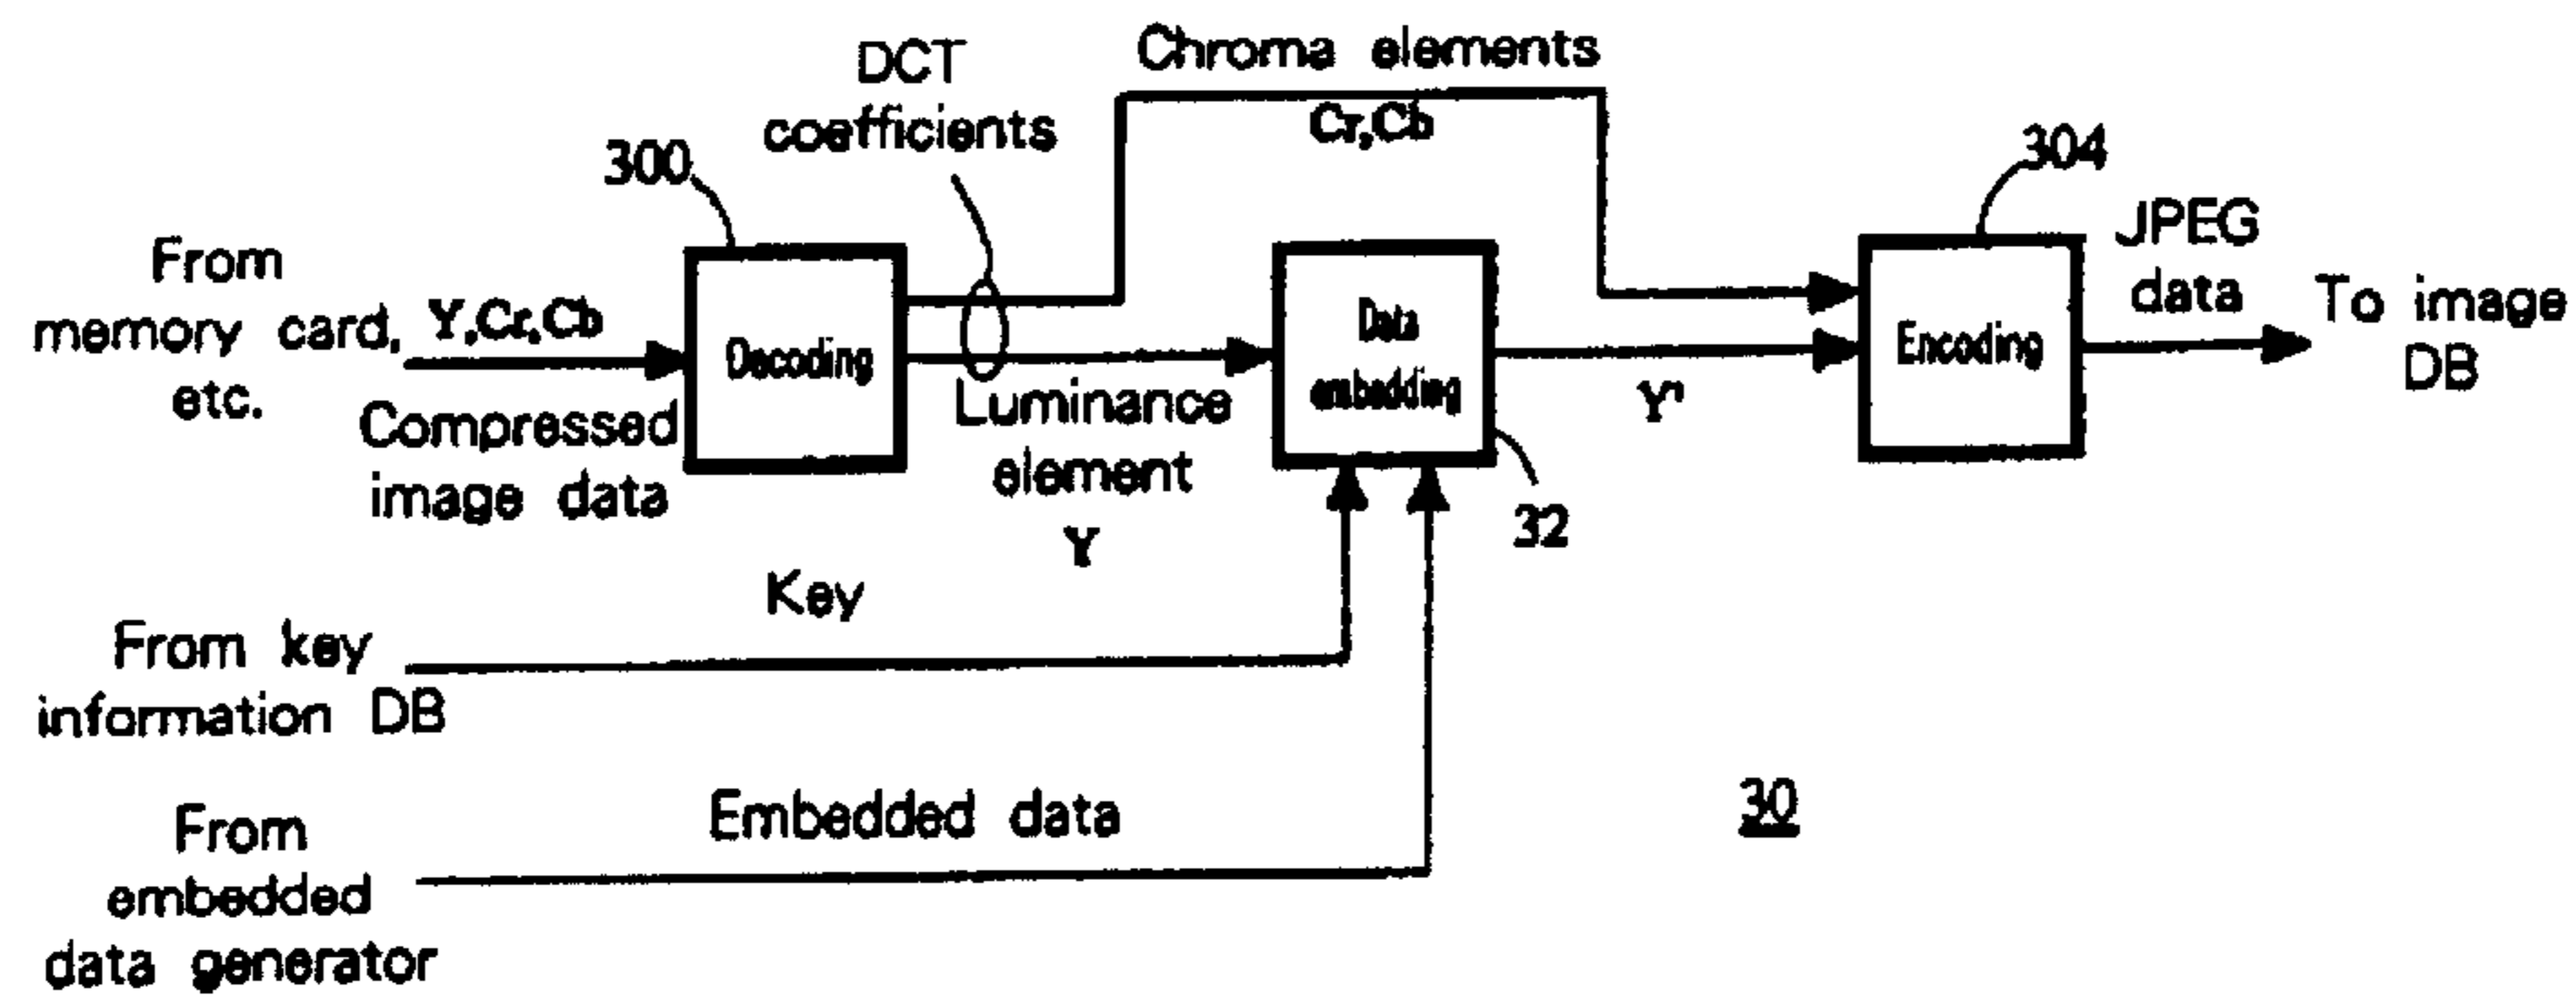 DCT
coefficients
Chroma elements
Cr,Cb
300
304
From
memory card,
etc.
Y,Cr,Cb
Compressed
image data
Decoding
Luminance
element
Y
Data
embedding
32
Y'
Encoding
JPEG
data
To image
DB
Key
From key
information DB
Embedded data
From
embedded
data generator
30